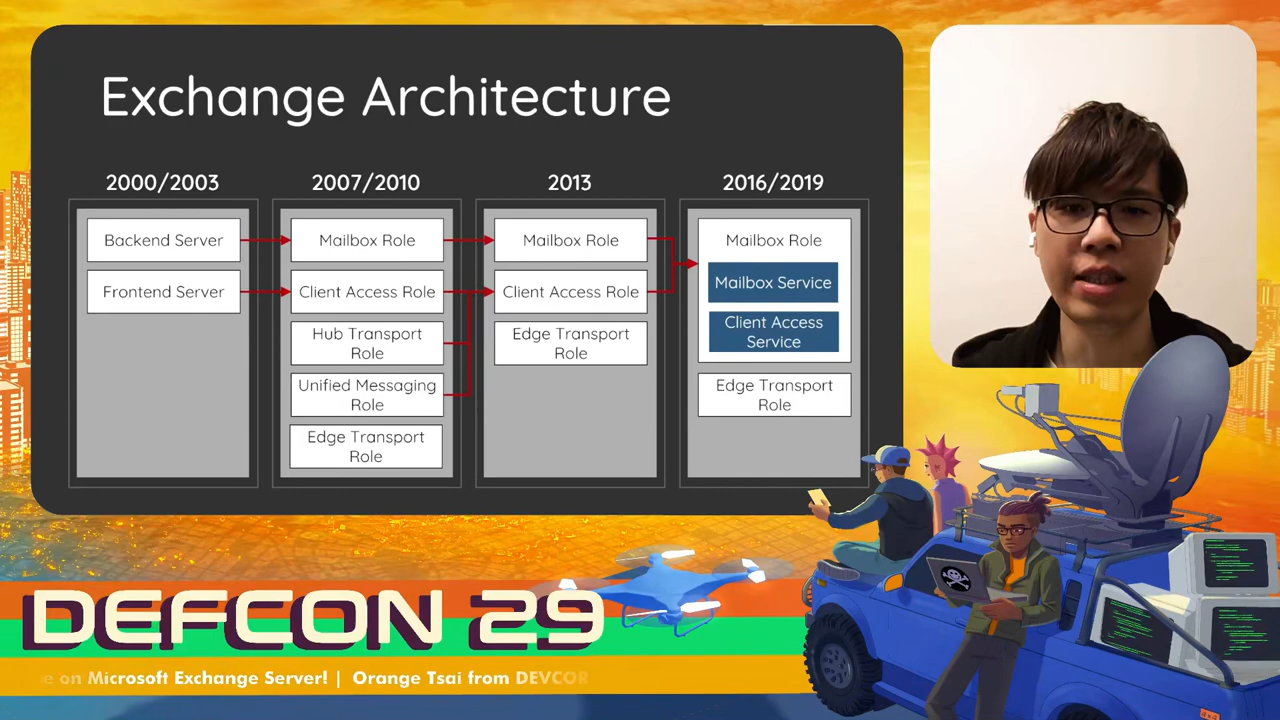 Exchange Architecture
2000/2003
Backend Server
Frontend Server
2007/2010
Mailbox Role
Client Access Role
Hub Transport
Role
Unified Messaging
Role
Edge Transport
Role
2013
Mailbox Role
Client Access Role
Edge Transport
Role
2016/2019
Mailbox Role
Mailbox Service
Client Access
Service
Edge Transport
Role
DEFCON 29
e on Microsoft Exchange Server! | Orange Tsai from DEVCOR